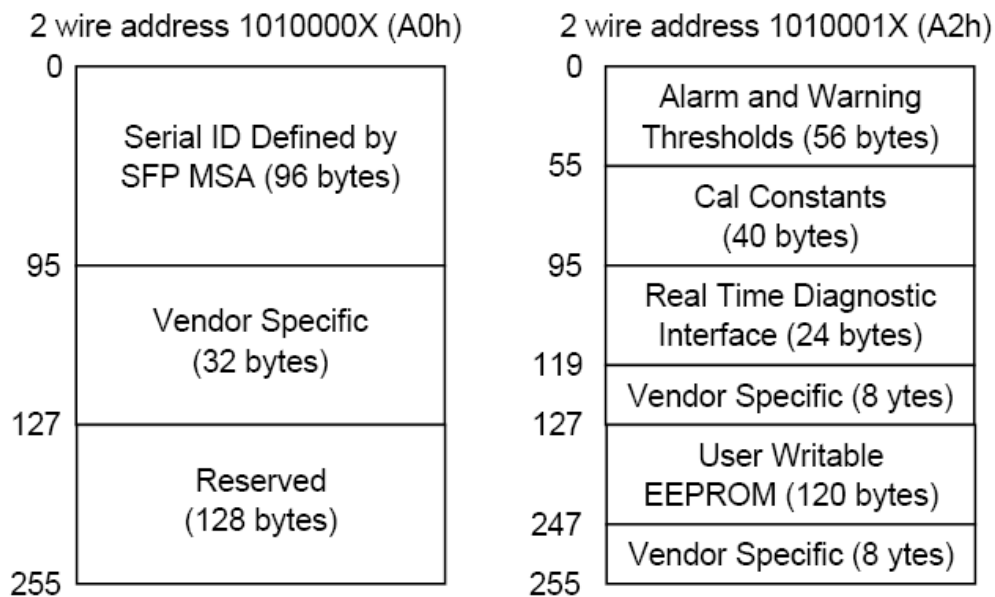 2 wire address 1010000X (A0h)
0
Serial ID Defined by
SFP MSA (96 bytes)
95
Vendor Specific
(32 bytes)
127
Reserved
(128 bytes)
255
2 wire address 1010001X (A2h)
0
Alarm and Warning
Thresholds (56 bytes)
55
Cal Constants
(40 bytes)
95
Real Time Diagnostic
Interface (24 bytes)
119
Vendor Specific (8 ytes)
127
User Writable
EEPROM (120 bytes)
247
Vendor Specific (8 ytes)
255